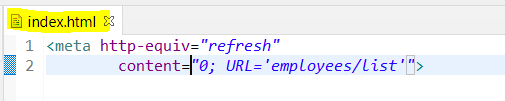 index.html
1 <meta http-equiv="refresh"
2 content="0; URL='employees/list'">